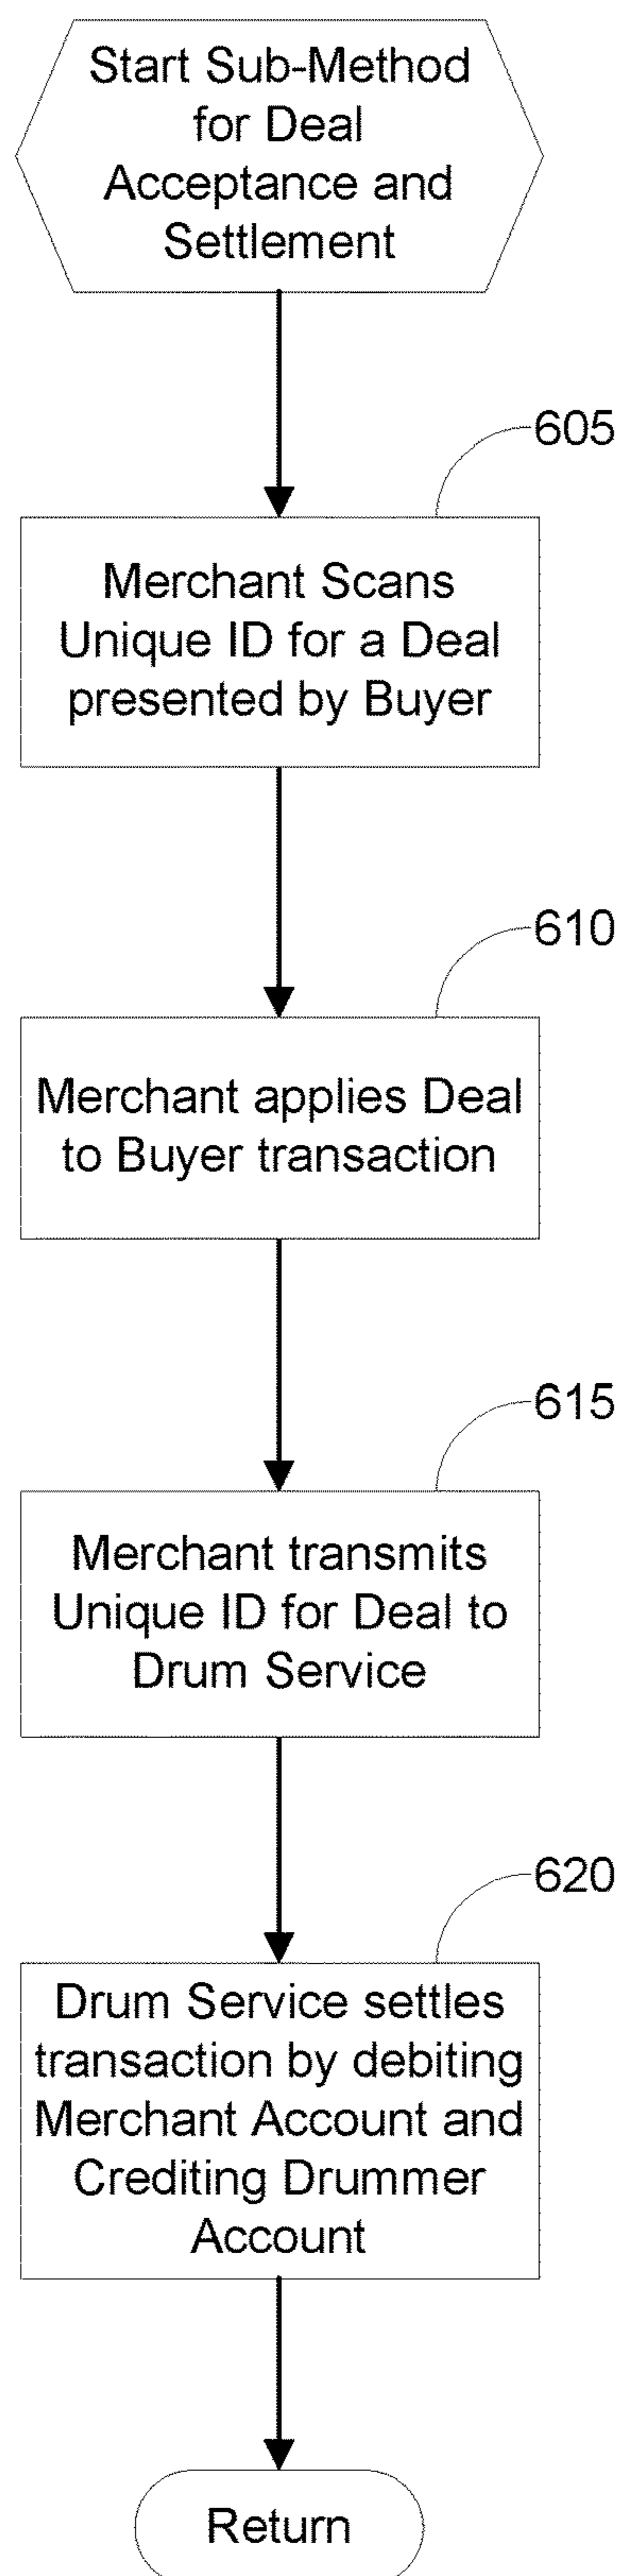 Start Sub-Method
for Deal
Acceptance and
Settlement
605
Merchant Scans
Unique ID for a Deal
presented by Buyer
610
Merchant applies Deal
to Buyer transaction
615
Merchant transmits
Unique ID for Deal to
Drum Service
620
Drum Service settles
transaction by debiting
Merchant Account and
Crediting Drummer
Account
Return